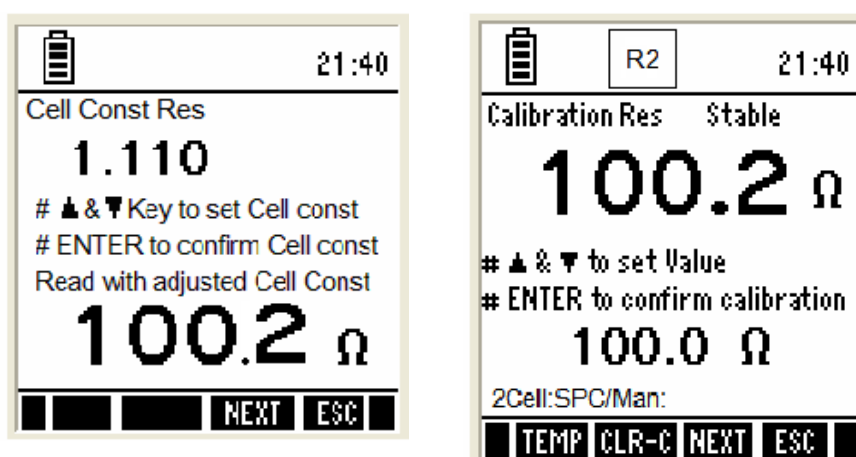 21:40
Cell Const Res
1.110
# ▲ & ▼ Key to set Cell const
# ENTER to confirm Cell const
Read with adjusted Cell Const
100.2 Ω
NEXT ESC
R2 21:40
Calibration Res Stable
100.2 Ω
# ▲ & ▼ to set Value
# ENTER to confirm calibration
100.0 Ω
2Cell:SPC/Man:
TEMP CLR-C NEXT ESC